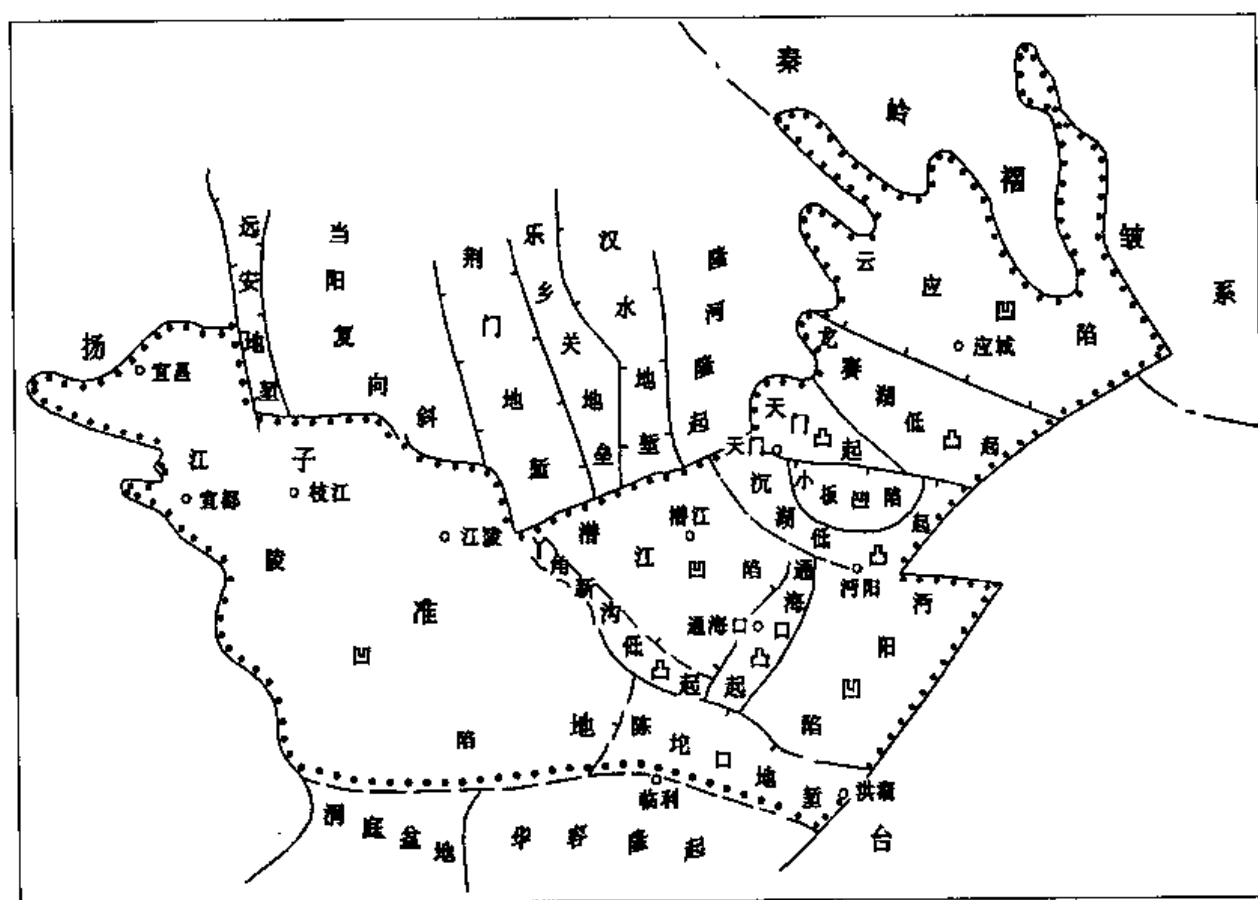 秦岭褶皱系
扬子准地台
远安地堑
当阳复向斜
荆门地堑
乐乡关地垒
汉水地堑
隆河隆起
云应凹陷
应城
龙赛湖低凸起
天门凸起
天门
小板凹陷
沉湖低凸起
宜昌
宜都
枝江
江陵
江陵凹陷
潜江
潜江凹陷
丫角新沟低凸起
通海口
通海口凸起
沔阳
沔阳凹陷
陈坨口地堑
临利
洪
洞庭盆地
华容隆起